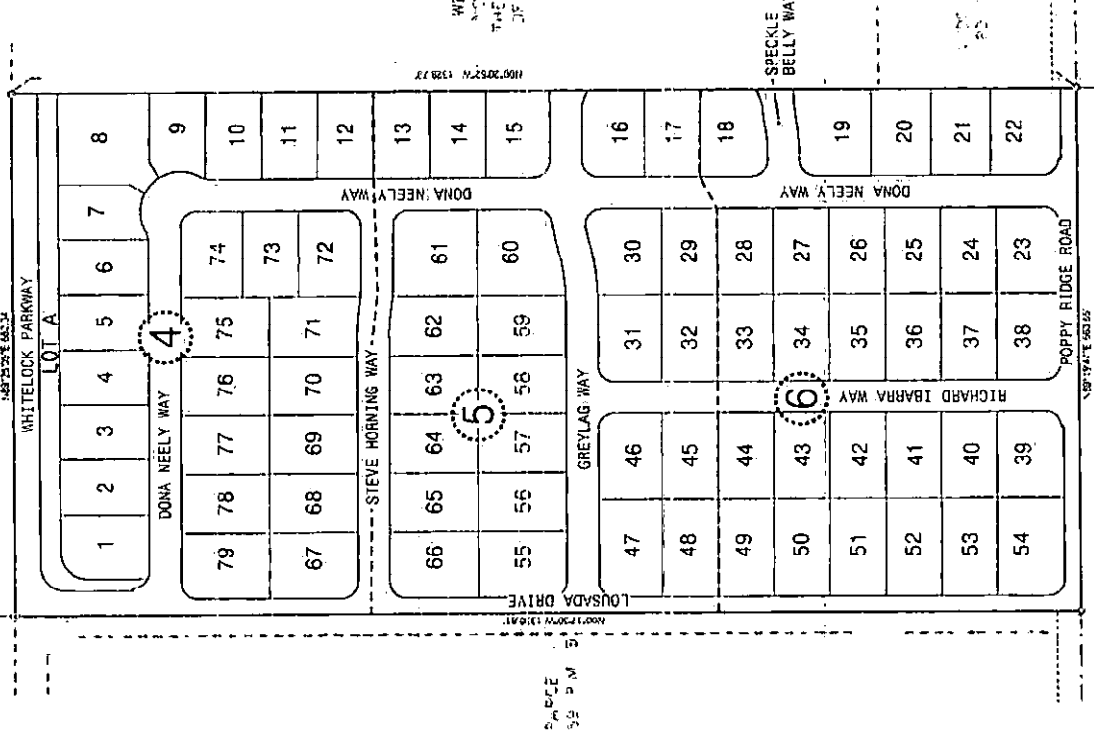 WHITELOCK PARKWAY
LOT A
1 2 3 4 5 6 7 8
9
10
11
12
13
14
15
DONA NEELY WAY
4
79 78 77 76 75 74
73
67 68 69 70 71 72
DONA NEELY WAY
STEVE HORNING WAY
66 65 64 63 62 61
5
55 56 57 58 59 60
GREYLAG WAY
LOUSADA DRIVE
16
17
18
SPECKLE
BELLY WAY
19
20
21
22
DONA NEELY WAY
47 46 31 30
48 45 32 29
49 44 33 28
50 43 34 27
6
51 42 35 26
52 41 36 25
53 40 37 24
54 39 38 23
RICHARD IBARRA WAY
POPPY RIDGE ROAD